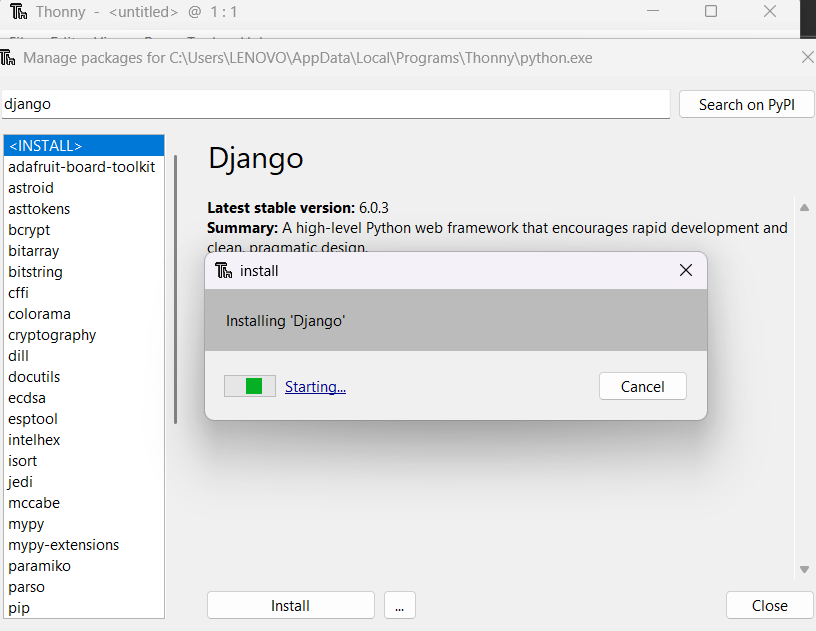 Thonny - <untitled> @ 1 : 1
Manage packages for C:\Users\LENOVO\AppData\Local\Programs\Thonny\python.exe
django
Search on PyPI
<INSTALL>
adafruit-board-toolkit
astroid
asttokens
bcrypt
bitarray
bitstring
cffi
colorama
cryptography
dill
docutils
ecdsa
esptool
intelhex
isort
jedi
mccabe
mypy
mypy-extensions
paramiko
parso
pip
Django
Latest stable version: 6.0.3
Summary: A high-level Python web framework that encourages rapid development and
clean, pragmatic design.
install
Installing 'Django'
Starting...
Cancel
Install
...
Close